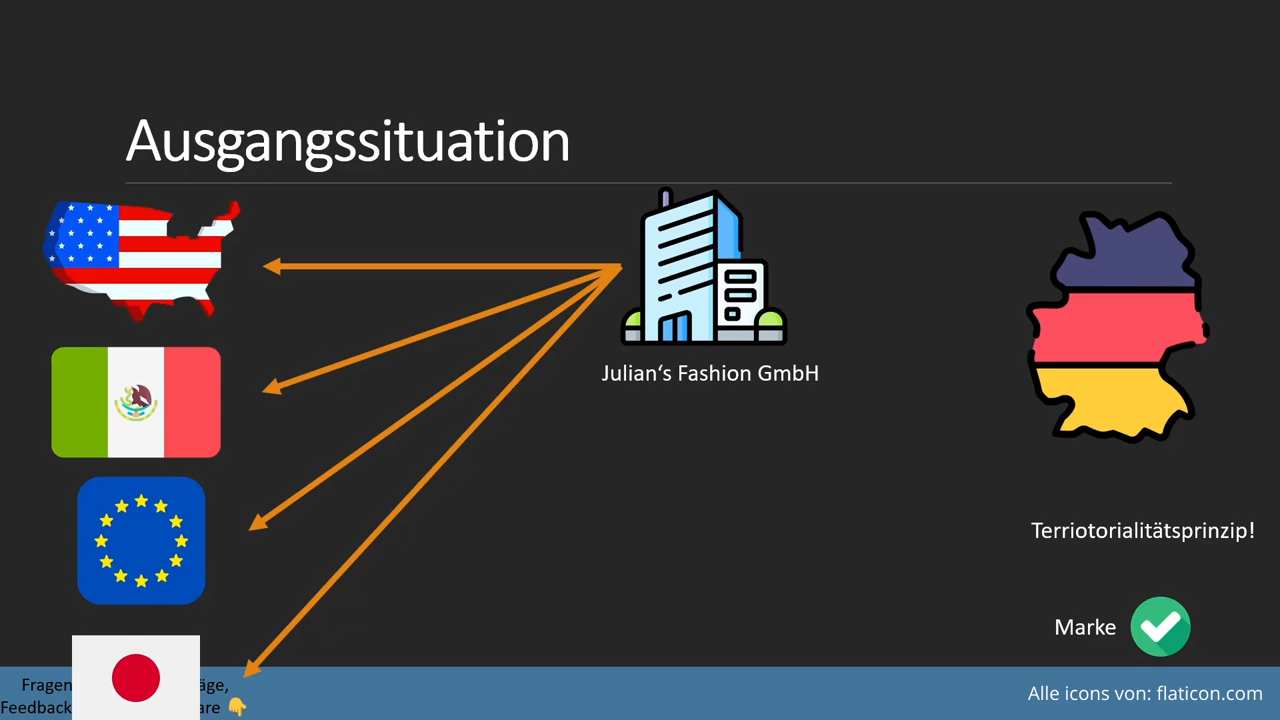 Ausgangssituation
Julian‘s Fashion GmbH
Terriotorialitätsprinzip!
Marke
Fragen
äge,
Feedback
are
Alle icons von: flaticon.com